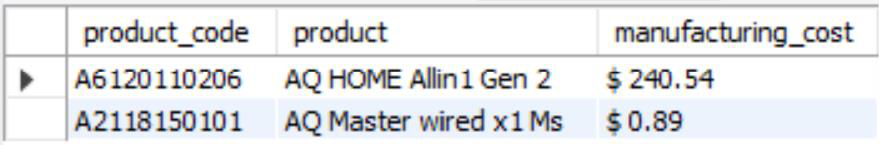 product_code product manufacturing_cost
A6120110206 AQ HOME Allin1 Gen 2 $ 240.54
A2118150101 AQ Master wired x1 Ms $ 0.89